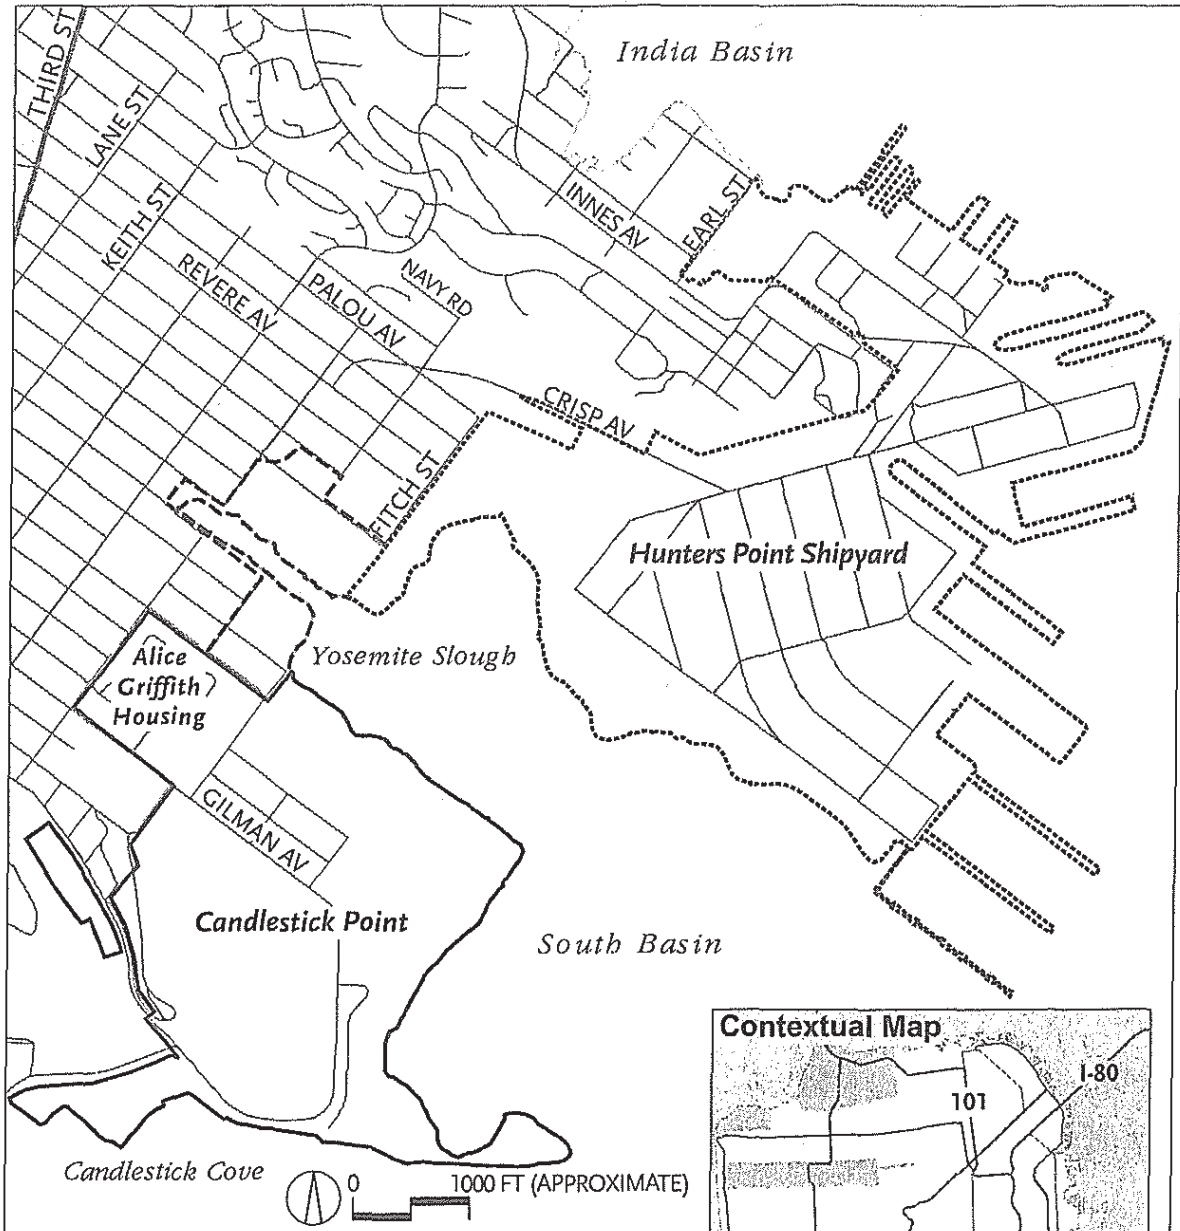 India Basin
THIRD ST
LANE ST
KEITH ST
REVERE AV
PALOU AV
NAVY RD
INNES AV
EARL ST
CRISP AV
FITCH ST
Hunters Point Shipyard
Yosemite Slough
Alice
Griffith
Housing
GILMAN AV
Candlestick Point
South Basin
Candlestick Cove
0 1000 FT (APPROXIMATE)
Contextual Map
I-80
101